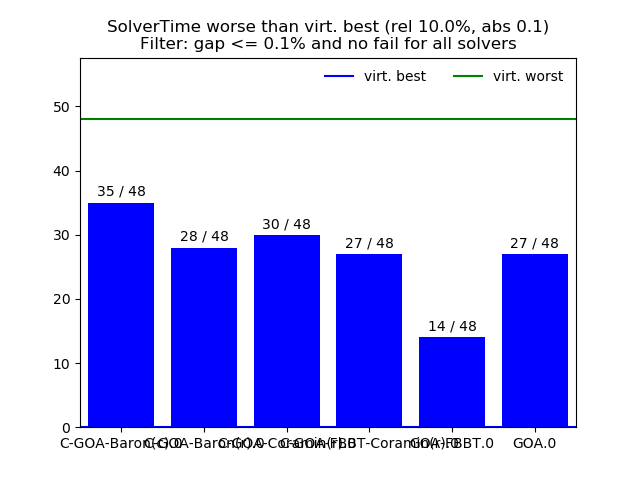 SolverTime worse than virt. best (rel 10.0%, abs 0.1)
Filter: gap <= 0.1% and no fail for all solvers
virt. best
virt. worst
50
40
30
20
10
0
35 / 48
28 / 48
30 / 48
27 / 48
14 / 48
27 / 48
GOA.0